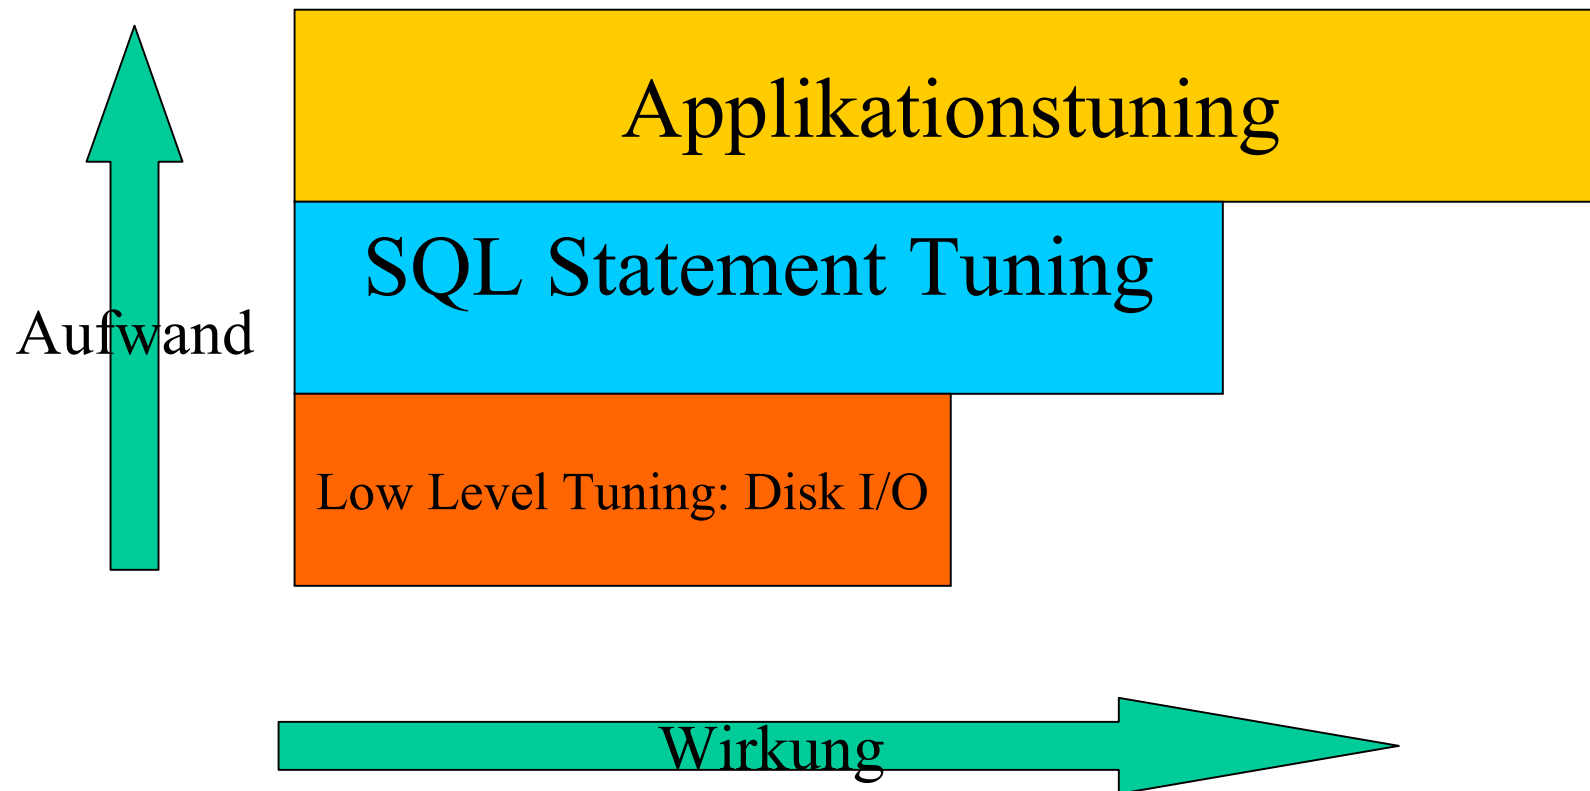 Applikationstuning
SQL Statement Tuning
Aufwand
Low Level Tuning: Disk I/O
Wirkung